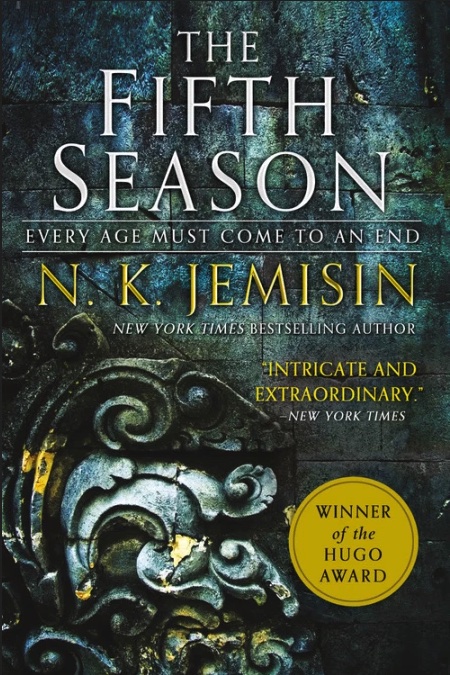 THE
FIFTH
SEASON
EVERY AGE MUST COME TO AN END
N. K. JEMISIN
NEW YORK TIMES BESTSELLING AUTHOR
“INTRICATE AND
EXTRAORDINARY.”
–NEW YORK TIMES
WINNER
of the
HUGO
AWARD